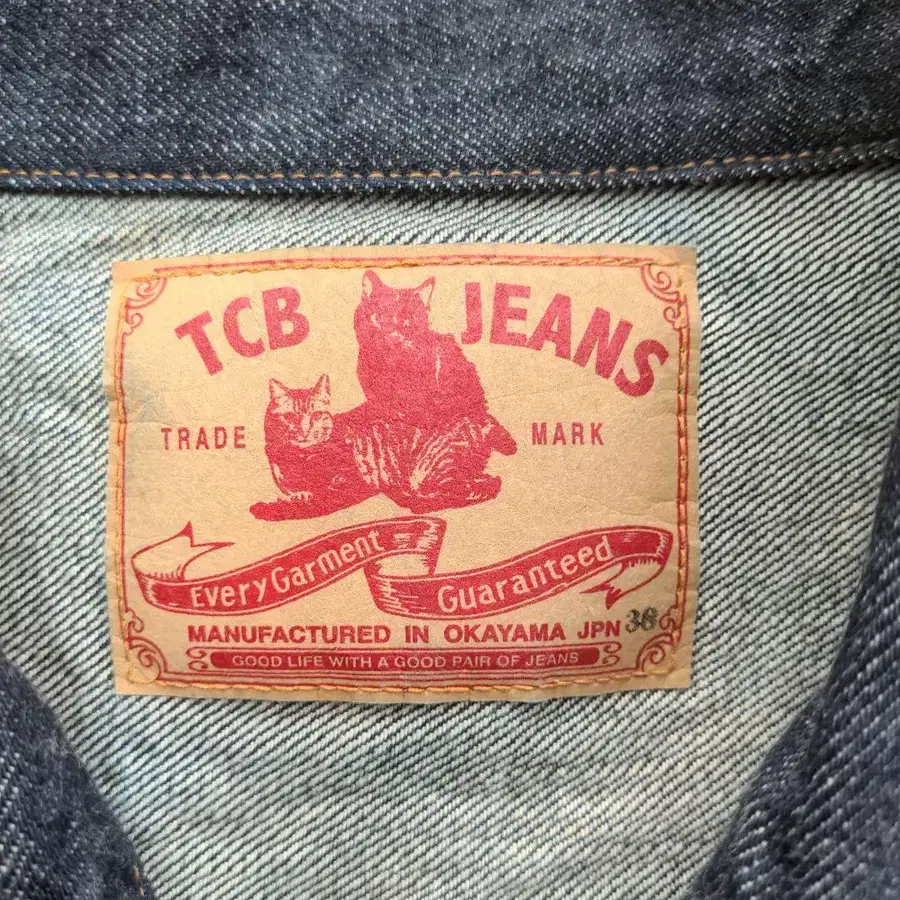 TCB JEANS
TRADE MARK
Every Garment Guaranteed
MANUFACTURED IN OKAYAMA JPN 38
GOOD LIFE WITH A GOOD PAIR OF JEANS